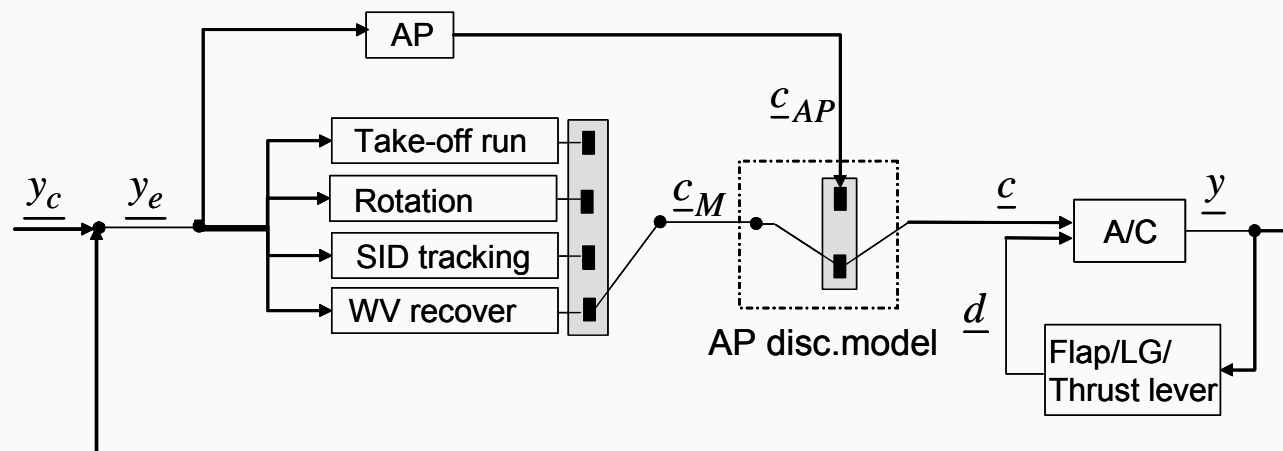 AP
c_AP
Take-off run
y_c
y_e
Rotation
c_M
c
y
A/C
SID tracking
WV recover
d
AP disc.model
Flap/LG/
Thrust lever